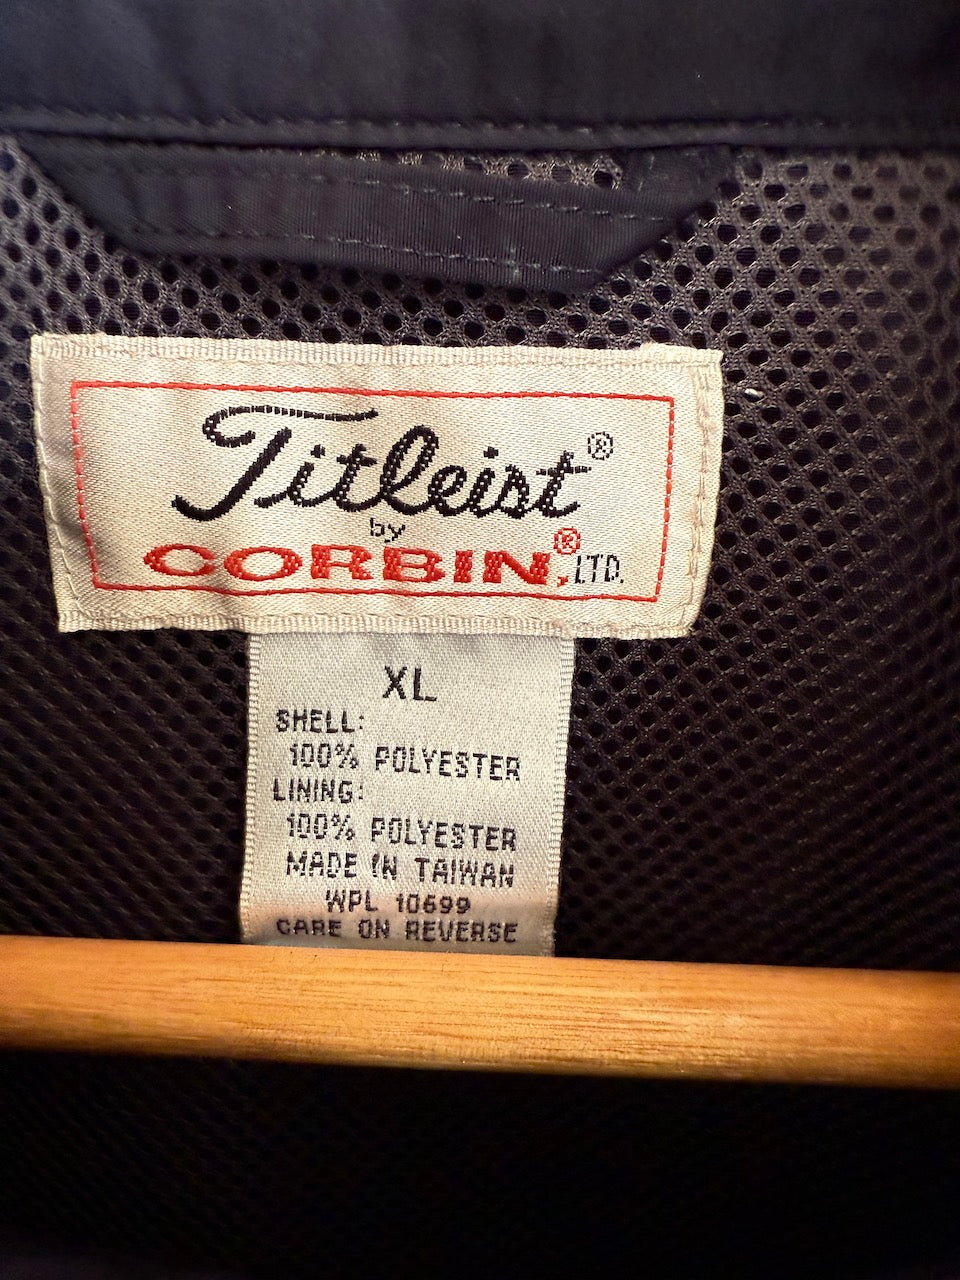 Titleist®
by
CORBIN,® LTD.
XL
SHELL:
100% POLYESTER
LINING:
100% POLYESTER
MADE IN TAIWAN
WPL 10699
CARE ON REVERSE